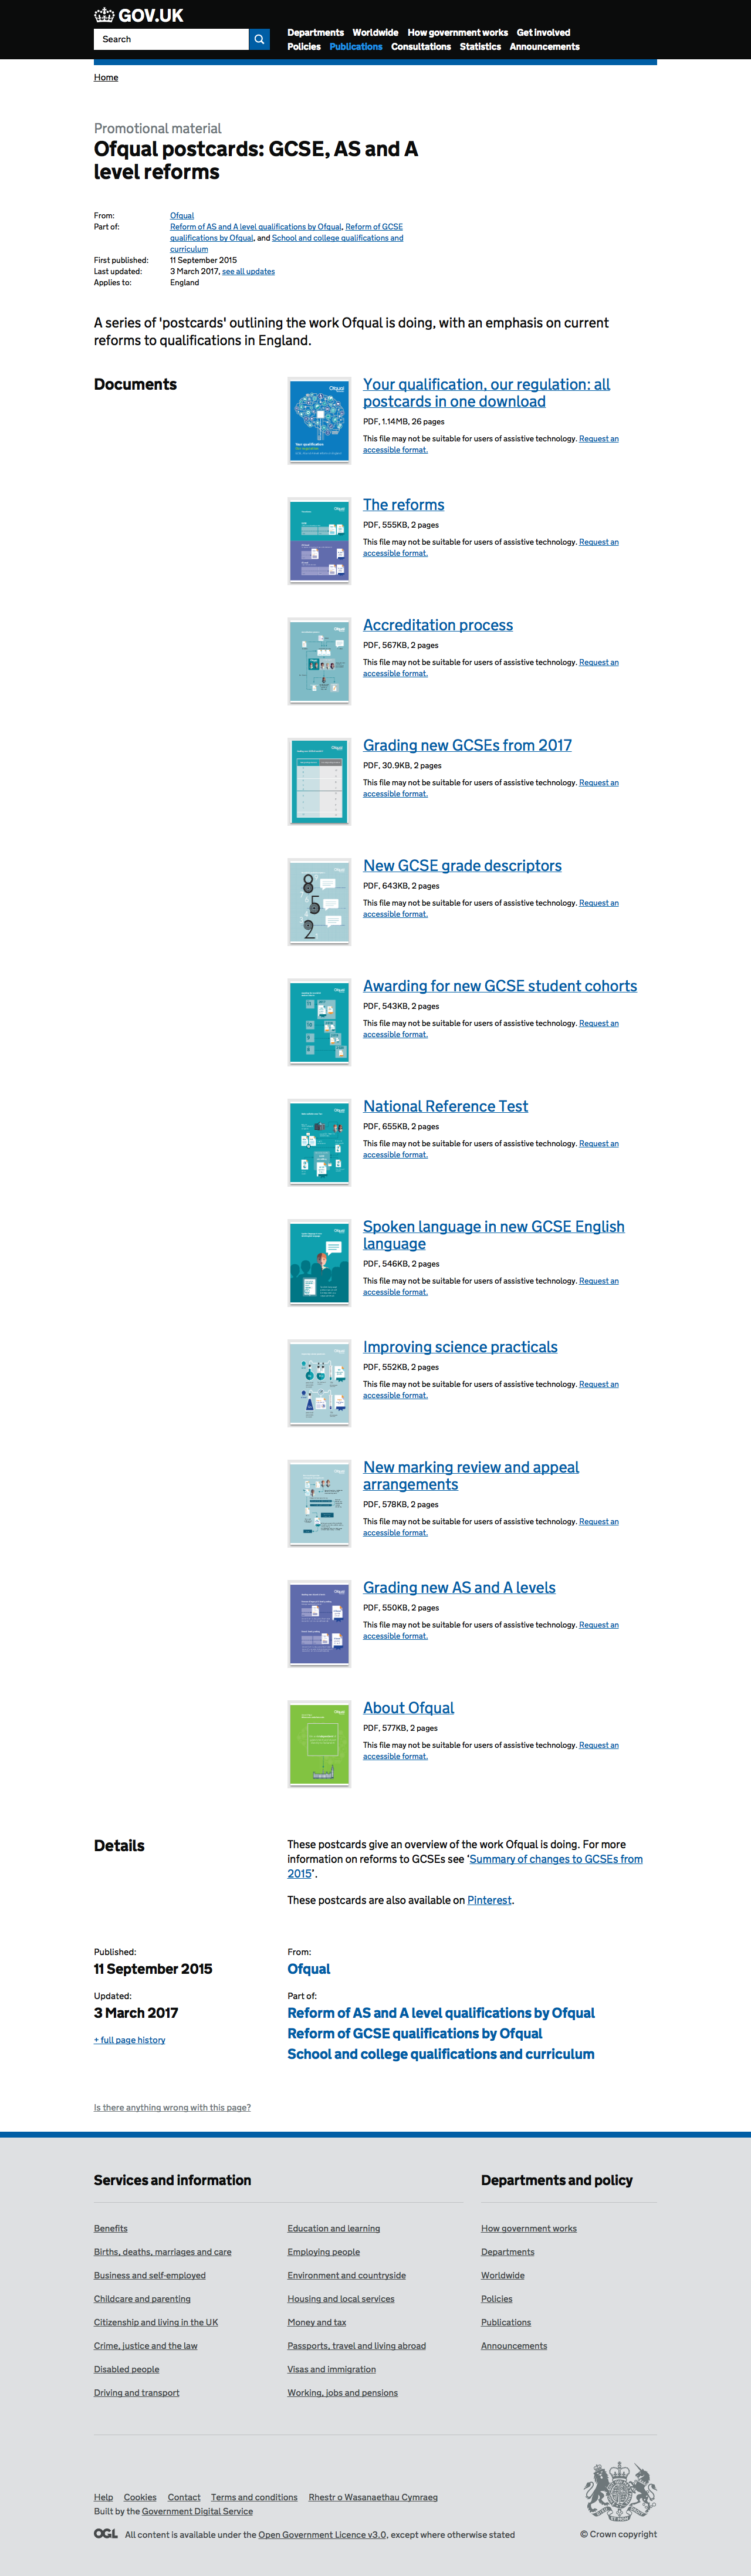 GOV.UK
Search
Departments Worldwide How government works Get involved
Policies Publications Consultations Statistics Announcements
Home
Promotional material
Ofqual postcards: GCSE, AS and A
level reforms
From: Ofqual
Part of: Reform of AS and A level qualifications by Ofqual, Reform of GCSE
qualifications by Ofqual, and School and college qualifications and
curriculum
First published: 11 September 2015
Last updated: 3 March 2017, see all updates
Applies to: England
A series of 'postcards' outlining the work Ofqual is doing, with an emphasis on current
reforms to qualifications in England.
Documents
Your qualification, our regulation: all
postcards in one download
PDF, 1.14MB, 26 pages
This file may not be suitable for users of assistive technology. Request an
accessible format.
The reforms
PDF, 555KB, 2 pages
This file may not be suitable for users of assistive technology. Request an
accessible format.
Accreditation process
PDF, 567KB, 2 pages
This file may not be suitable for users of assistive technology. Request an
accessible format.
Grading new GCSEs from 2017
PDF, 30.9KB, 2 pages
This file may not be suitable for users of assistive technology. Request an
accessible format.
New GCSE grade descriptors
PDF, 643KB, 2 pages
This file may not be suitable for users of assistive technology. Request an
accessible format.
Awarding for new GCSE student cohorts
PDF, 543KB, 2 pages
This file may not be suitable for users of assistive technology. Request an
accessible format.
National Reference Test
PDF, 655KB, 2 pages
This file may not be suitable for users of assistive technology. Request an
accessible format.
Spoken language in new GCSE English
language
PDF, 546KB, 2 pages
This file may not be suitable for users of assistive technology. Request an
accessible format.
Improving science practicals
PDF, 552KB, 2 pages
This file may not be suitable for users of assistive technology. Request an
accessible format.
New marking review and appeal
arrangements
PDF, 578KB, 2 pages
This file may not be suitable for users of assistive technology. Request an
accessible format.
Grading new AS and A levels
PDF, 550KB, 2 pages
This file may not be suitable for users of assistive technology. Request an
accessible format.
About Ofqual
PDF, 577KB, 2 pages
This file may not be suitable for users of assistive technology. Request an
accessible format.
Details
These postcards give an overview of the work Ofqual is doing. For more
information on reforms to GCSEs see 'Summary of changes to GCSEs from
2015'.
These postcards are also available on Pinterest.
Published:
11 September 2015
Updated:
3 March 2017
+ full page history
From:
Ofqual
Part of:
Reform of AS and A level qualifications by Ofqual
Reform of GCSE qualifications by Ofqual
School and college qualifications and curriculum
Is there anything wrong with this page?
Services and information
Benefits
Births, deaths, marriages and care
Business and self-employed
Childcare and parenting
Citizenship and living in the UK
Crime, justice and the law
Disabled people
Driving and transport
Education and learning
Employing people
Environment and countryside
Housing and local services
Money and tax
Passports, travel and living abroad
Visas and immigration
Working, jobs and pensions
Departments and policy
How government works
Departments
Worldwide
Policies
Publications
Announcements
Help Cookies Contact Terms and conditions Rhestr o Wasanaethau Cymraeg
Built by the Government Digital Service
OGL All content is available under the Open Government Licence v3.0, except where otherwise stated
© Crown copyright